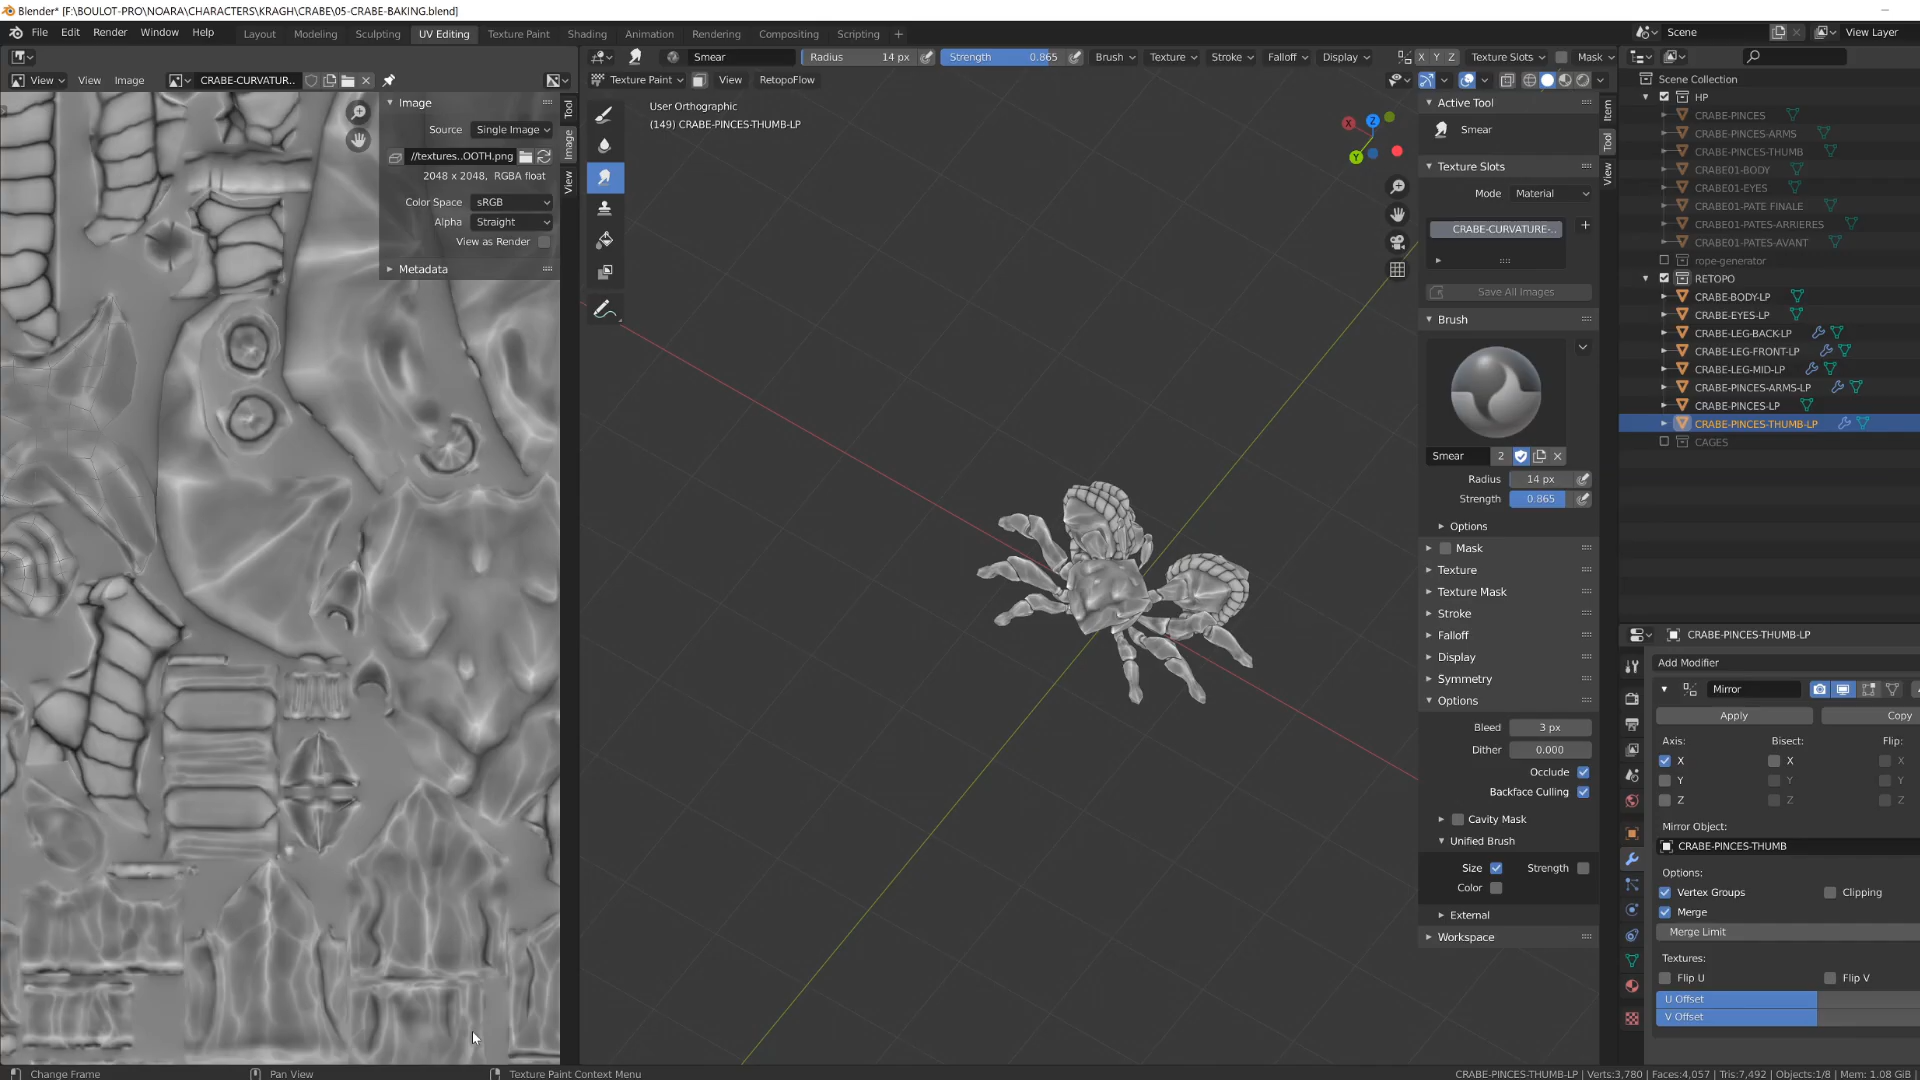 Blender* [F:\BOULOT-PRO\NOARA\CHARACTERS\KRAGH\CRABE\05-CRABE-BAKING.blend]
File Edit Render Window Help Layout Modeling Sculpting UV Editing Texture Paint Shading Animation Rendering Compositing Scripting + Scene View Layer
Smear Radius 14 px Strength 0.865 Brush Texture Stroke Falloff Display X Y Z Texture Slots Mask
View View Image CRABE-CURVATUR.. Texture Paint View RetopoFlow
Image
Source Single Image
//textures..OOTH.png
2048 x 2048, RGBA float
Color Space sRGB
Alpha Straight
View as Render
Metadata
Tool
Image
View
User Orthographic
(149) CRABE-PINCES-THUMB-LP
X
Y
Z
Item
Tool
View
Active Tool
Smear
Texture Slots
Mode Material
CRABE-CURVATURE-..
Save All Images
Brush
Smear 2
Radius 14 px
Strength 0.865
Options
Mask
Texture
Texture Mask
Stroke
Falloff
Display
Symmetry
Options
Bleed 3 px
Dither 0.000
Occlude
Backface Culling
Cavity Mask
Unified Brush
Size Strength
Color
External
Workspace
Scene Collection
HP
CRABE-PINCES
CRABE-PINCES-ARMS
CRABE-PINCES-THUMB
CRABE01-BODY
CRABE01-EYES
CRABE01-PATE FINALE
CRABE01-PATES-ARRIERES
CRABE01-PATES-AVANT
rope-generator
RETOPO
CRABE-BODY-LP
CRABE-EYES-LP
CRABE-LEG-BACK-LP
CRABE-LEG-FRONT-LP
CRABE-LEG-MID-LP
CRABE-PINCES-ARMS-LP
CRABE-PINCES-LP
CRABE-PINCES-THUMB-LP
CAGES
CRABE-PINCES-THUMB-LP
Add Modifier
Mirror
Apply Copy
Axis: Bisect: Flip:
X X X
Y Y Y
Z Z Z
Mirror Object:
CRABE-PINCES-THUMB
Options:
Vertex Groups Clipping
Merge
Merge Limit
Textures:
Flip U Flip V
U Offset
V Offset
Change Frame Pan View Texture Paint Context Menu CRABE-PINCES-THUMB-LP | Verts:3,780 | Faces:4,057 | Tris:7,492 | Objects:1/8 | Mem: 1.08 GiB |